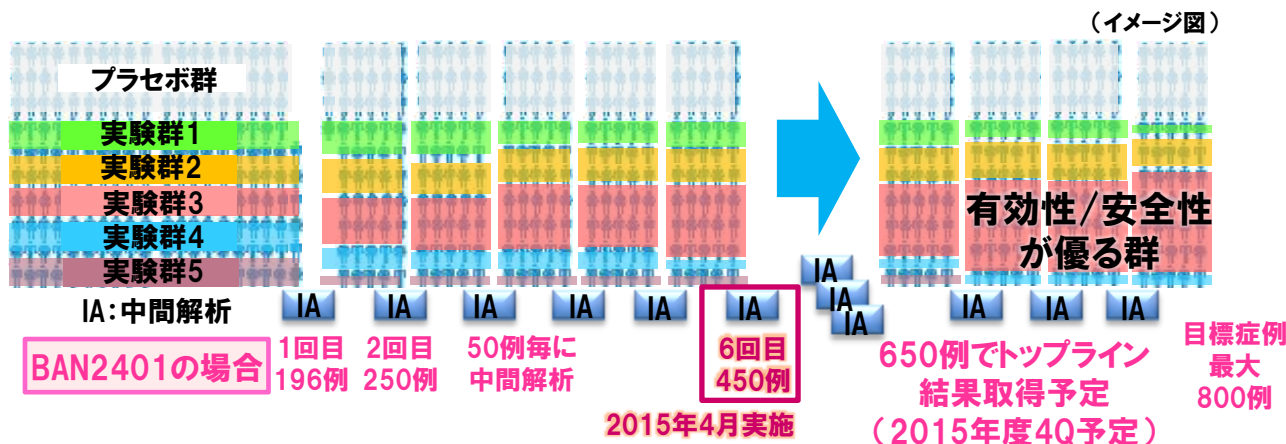 （イメージ図）
プラセボ群
実験群1
実験群2
実験群3
実験群4
実験群5
有効性/安全性
が優る群
IA:中間解析
IA
IA
IA
IA
IA
IA
IA
IA
IA
IA
IA
IA
BAN2401の場合
1回目
196例
2回目
250例
50例毎に
中間解析
6回目
450例
2015年4月実施
650例でトップライン
結果取得予定
（2015年度4Q予定）
目標症例
最大
800例